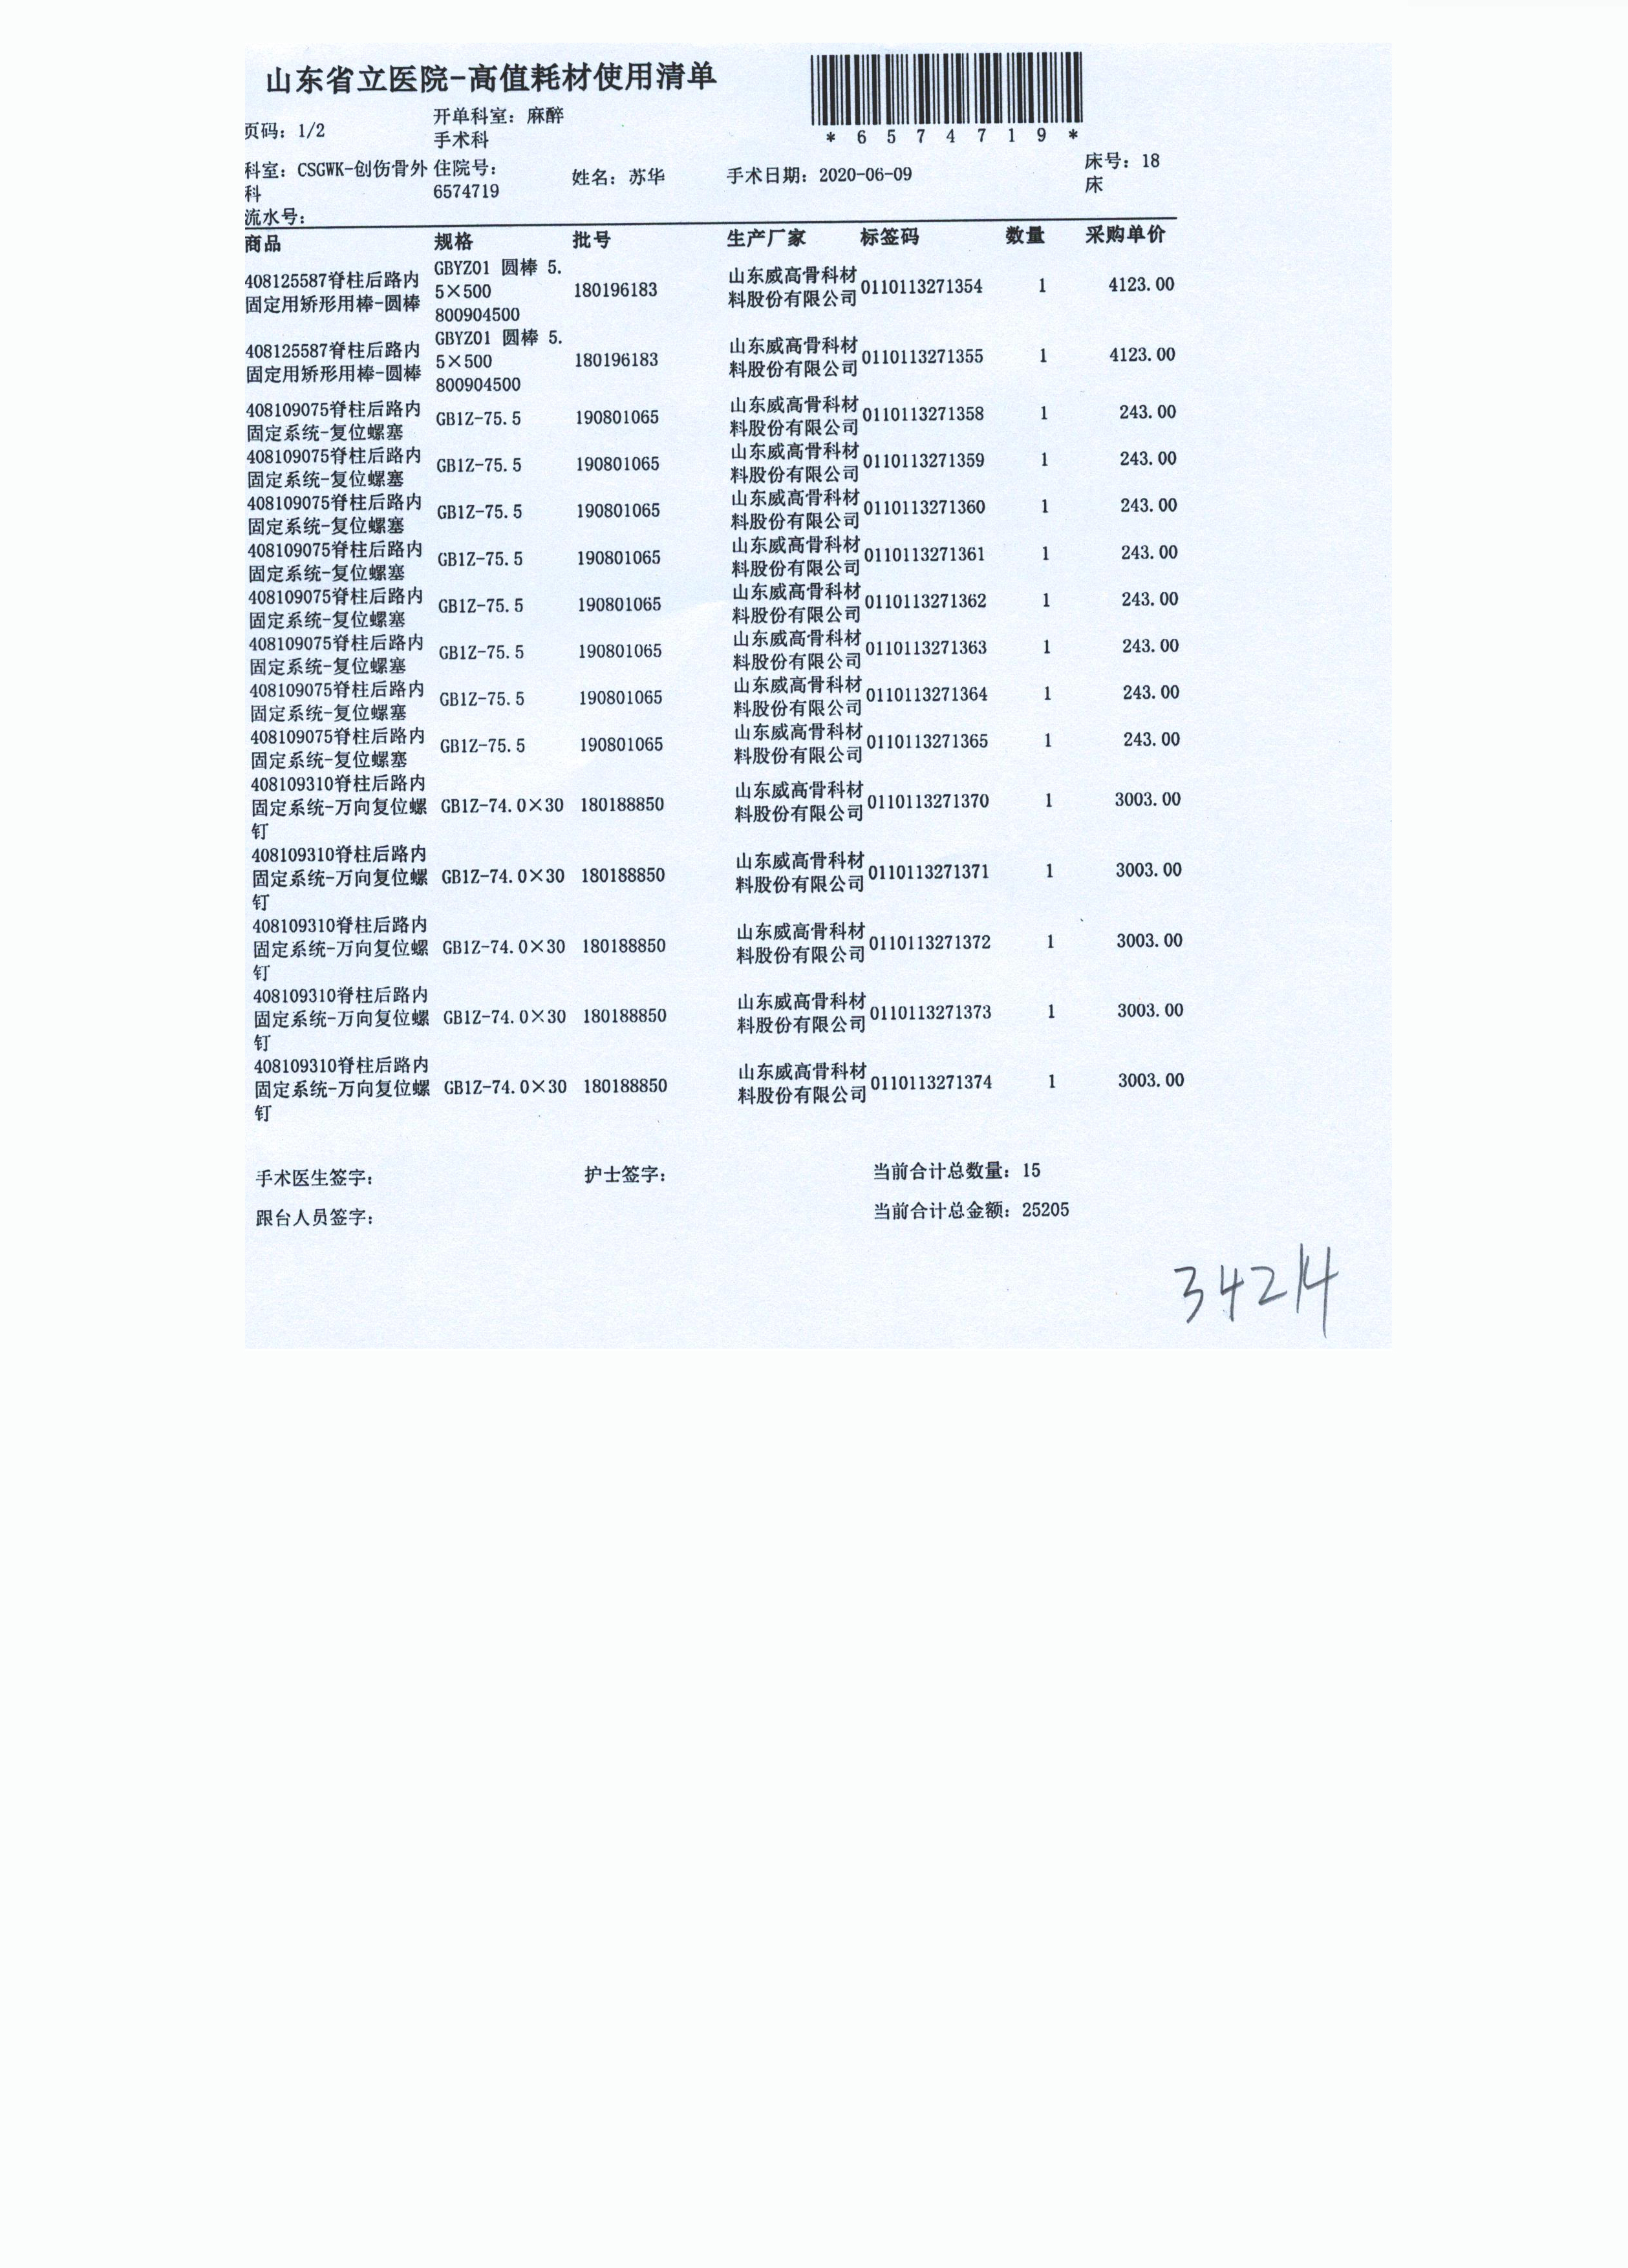 山东省立医院-高值耗材使用清单
*6574719*
页码：1/2
开单科室：麻醉
手术科
科室：CSGWK-创伤骨外
科
住院号：
6574719
姓名：苏华
手术日期：2020-06-09
床号：18
床
流水号：
商品 规格 批号 生产厂家 标签码 数量 采购单价
408125587脊柱后路内
固定用矫形用棒-圆棒
GBYZ01 圆棒 5.
5×500
800904500
180196183
山东威高骨科材
料股份有限公司
0110113271354 1 4123.00
408125587脊柱后路内
固定用矫形用棒-圆棒
GBYZ01 圆棒 5.
5×500
800904500
180196183
山东威高骨科材
料股份有限公司
0110113271355 1 4123.00
408109075脊柱后路内
固定系统-复位螺塞
GB1Z-75.5 190801065
山东威高骨科材
料股份有限公司
0110113271358 1 243.00
408109075脊柱后路内
固定系统-复位螺塞
GB1Z-75.5 190801065
山东威高骨科材
料股份有限公司
0110113271359 1 243.00
408109075脊柱后路内
固定系统-复位螺塞
GB1Z-75.5 190801065
山东威高骨科材
料股份有限公司
0110113271360 1 243.00
408109075脊柱后路内
固定系统-复位螺塞
GB1Z-75.5 190801065
山东威高骨科材
料股份有限公司
0110113271361 1 243.00
408109075脊柱后路内
固定系统-复位螺塞
GB1Z-75.5 190801065
山东威高骨科材
料股份有限公司
0110113271362 1 243.00
408109075脊柱后路内
固定系统-复位螺塞
GB1Z-75.5 190801065
山东威高骨科材
料股份有限公司
0110113271363 1 243.00
408109075脊柱后路内
固定系统-复位螺塞
GB1Z-75.5 190801065
山东威高骨科材
料股份有限公司
0110113271364 1 243.00
408109075脊柱后路内
固定系统-复位螺塞
GB1Z-75.5 190801065
山东威高骨科材
料股份有限公司
0110113271365 1 243.00
408109310脊柱后路内
固定系统-万向复位螺
钉
GB1Z-74.0×30 180188850
山东威高骨科材
料股份有限公司
0110113271370 1 3003.00
408109310脊柱后路内
固定系统-万向复位螺
钉
GB1Z-74.0×30 180188850
山东威高骨科材
料股份有限公司
0110113271371 1 3003.00
408109310脊柱后路内
固定系统-万向复位螺
钉
GB1Z-74.0×30 180188850
山东威高骨科材
料股份有限公司
0110113271372 1 3003.00
408109310脊柱后路内
固定系统-万向复位螺
钉
GB1Z-74.0×30 180188850
山东威高骨科材
料股份有限公司
0110113271373 1 3003.00
408109310脊柱后路内
固定系统-万向复位螺
钉
GB1Z-74.0×30 180188850
山东威高骨科材
料股份有限公司
0110113271374 1 3003.00
手术医生签字： 护士签字： 当前合计总数量：15
跟台人员签字： 当前合计总金额：25205
34214